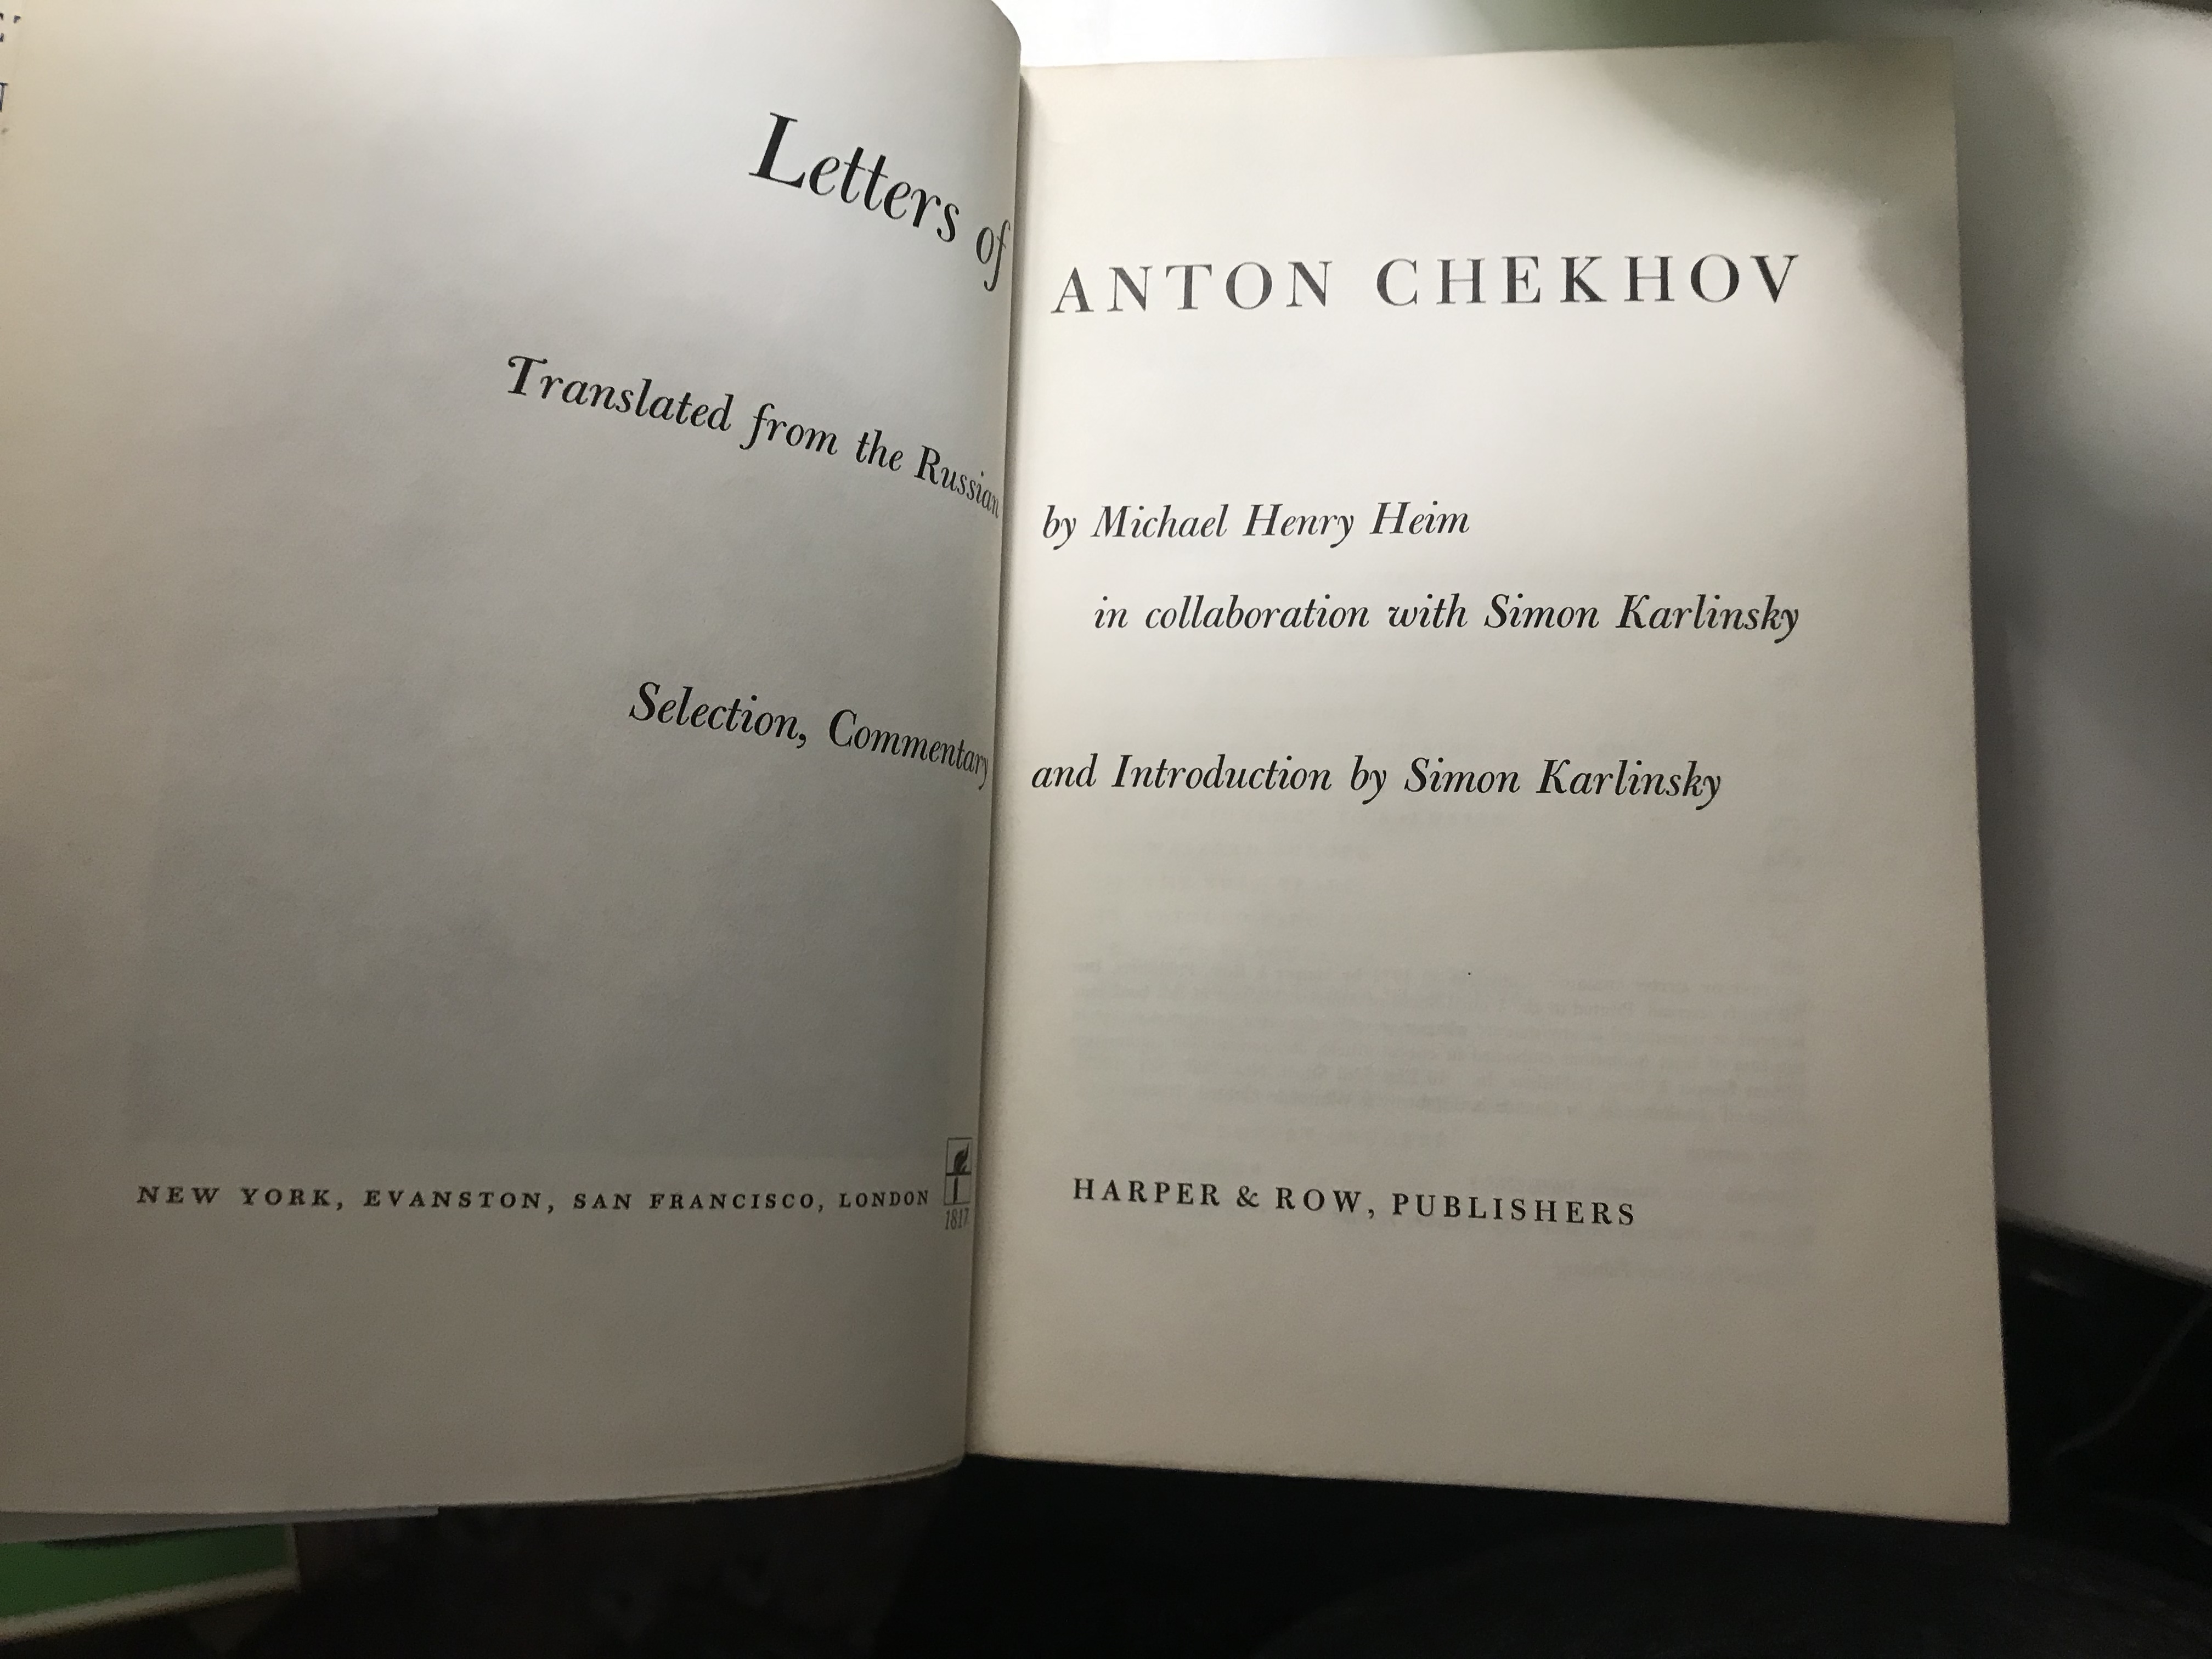 Letters of ANTON CHEKHOV
Translated from the Russian by Michael Henry Heim
in collaboration with Simon Karlinsky
Selection, Commentary and Introduction by Simon Karlinsky
NEW YORK, EVANSTON, SAN FRANCISCO, LONDON
1817
HARPER & ROW, PUBLISHERS